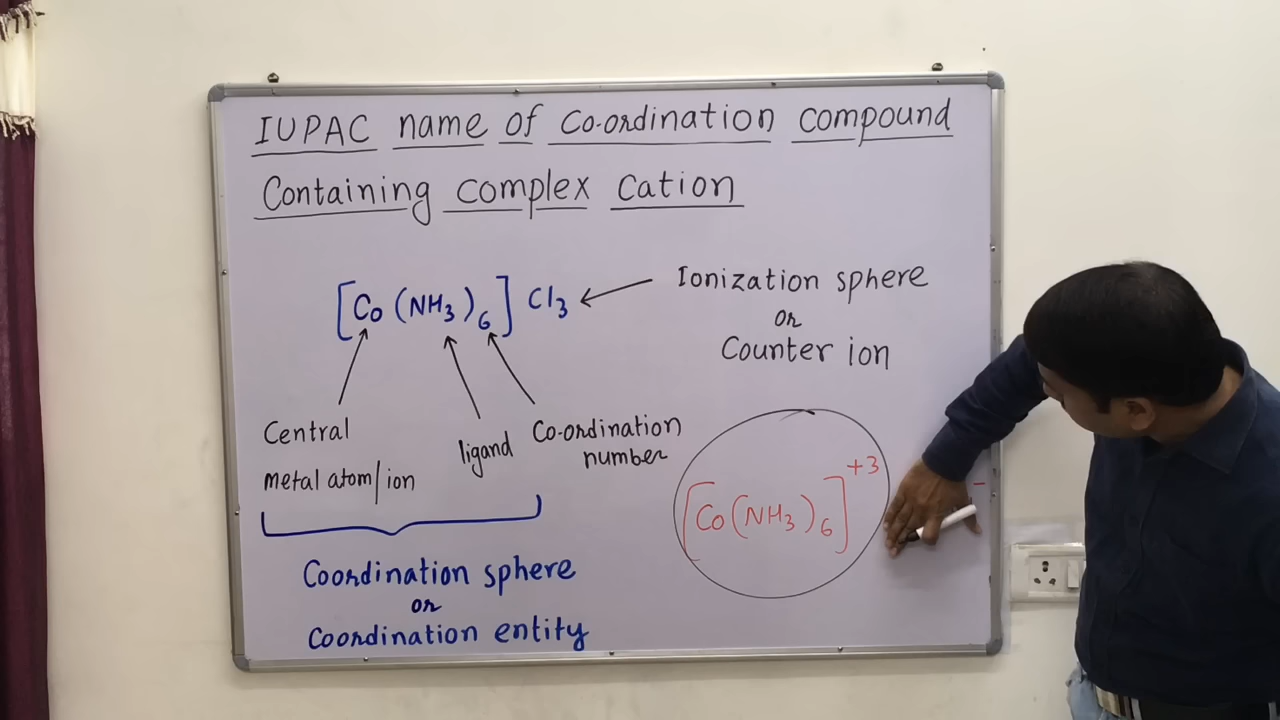 IUPAC name of Co-ordination compound
Containing complex Cation
[Co(NH3)6]Cl3
Ionization sphere
or
Counter ion
Central
metal atom/ion
ligand
Co-ordination
number
[Co(NH3)6]+3
-
Coordination sphere
or
Coordination entity